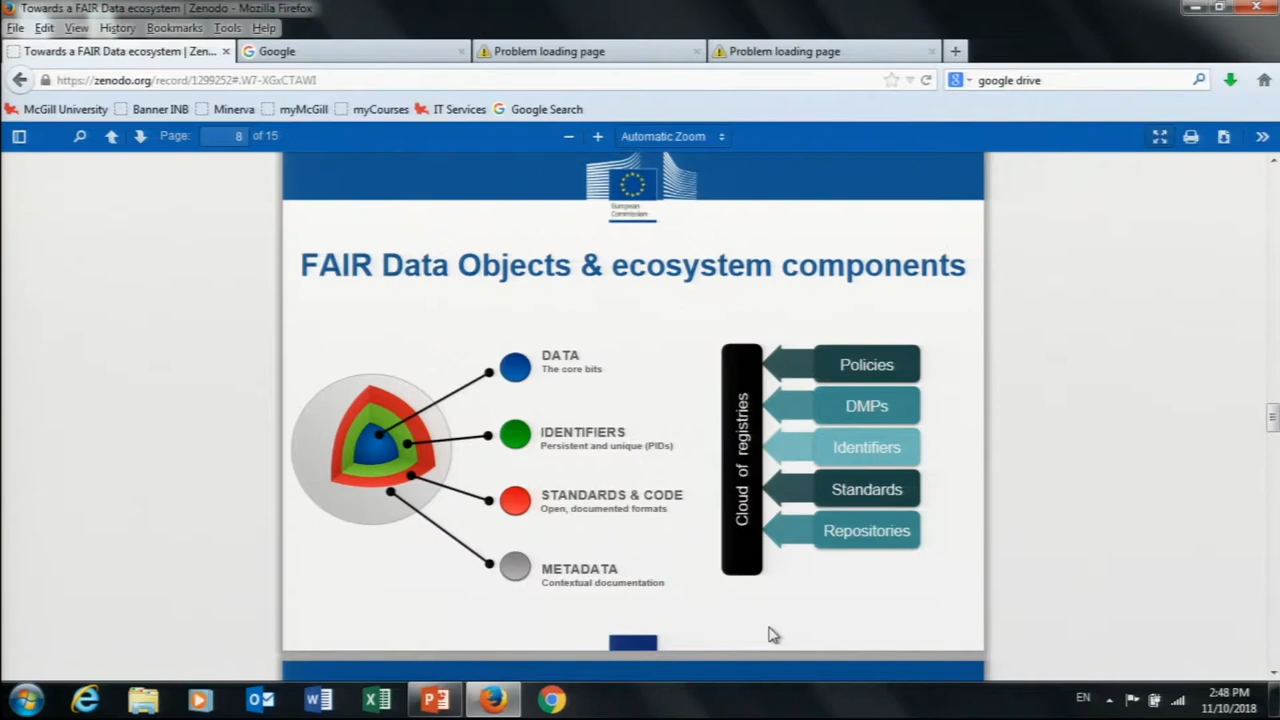 Towards a FAIR Data ecosystem | Zenodo - Mozilla Firefox
File Edit View History Bookmarks Tools Help
Towards a FAIR Data ecosystem | Zen... × Google × Problem loading page × Problem loading page × +
https://zenodo.org/record/1299252#.W7-XGxCTAWI google drive
McGill University Banner INB Minerva myMcGill myCourses IT Services Google Search
Page: 8 of 15 Automatic Zoom
European
Commission
FAIR Data Objects & ecosystem components
DATA
The core bits
IDENTIFIERS
Persistent and unique (PIDs)
STANDARDS & CODE
Open, documented formats
METADATA
Contextual documentation
Cloud of registries
Policies
DMPs
Identifiers
Standards
Repositories
EN
2:48 PM
11/10/2018